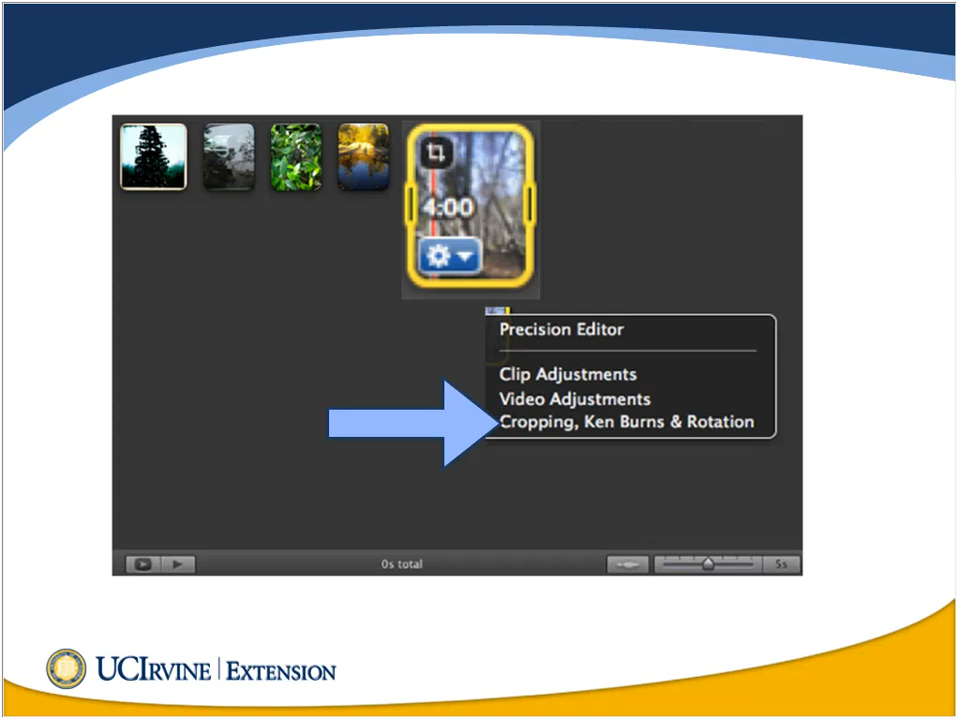 4:00
Precision Editor
Clip Adjustments
Video Adjustments
Cropping, Ken Burns & Rotation
0s total
5s
UCIRVINE | EXTENSION